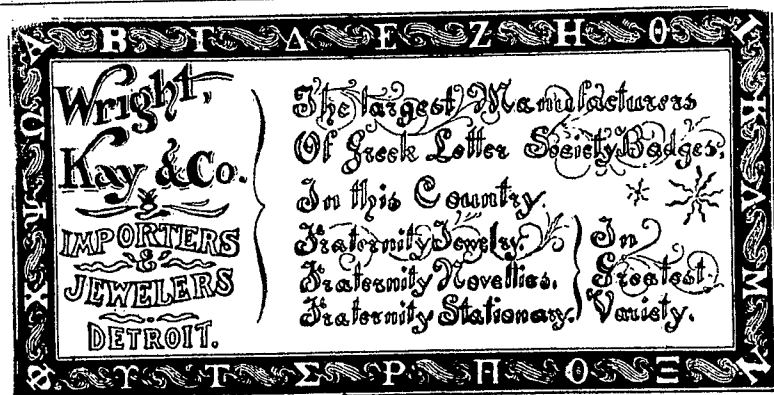 Α Β Γ Δ Ε Ζ Η Θ Ι
Κ Λ Μ Ν
Ξ Ο Π Ρ Σ Τ Υ Φ
Χ Ψ Ω
Wright,
Kay & Co.
IMPORTERS
&
JEWELERS
DETROIT.
The largest Manufacturers
Of Greek Letter Society Badges.
In this Country.
Fraternity Jewelry.
Fraternity Novelties.
Fraternity Stationary.
In
Greatest
Variety.